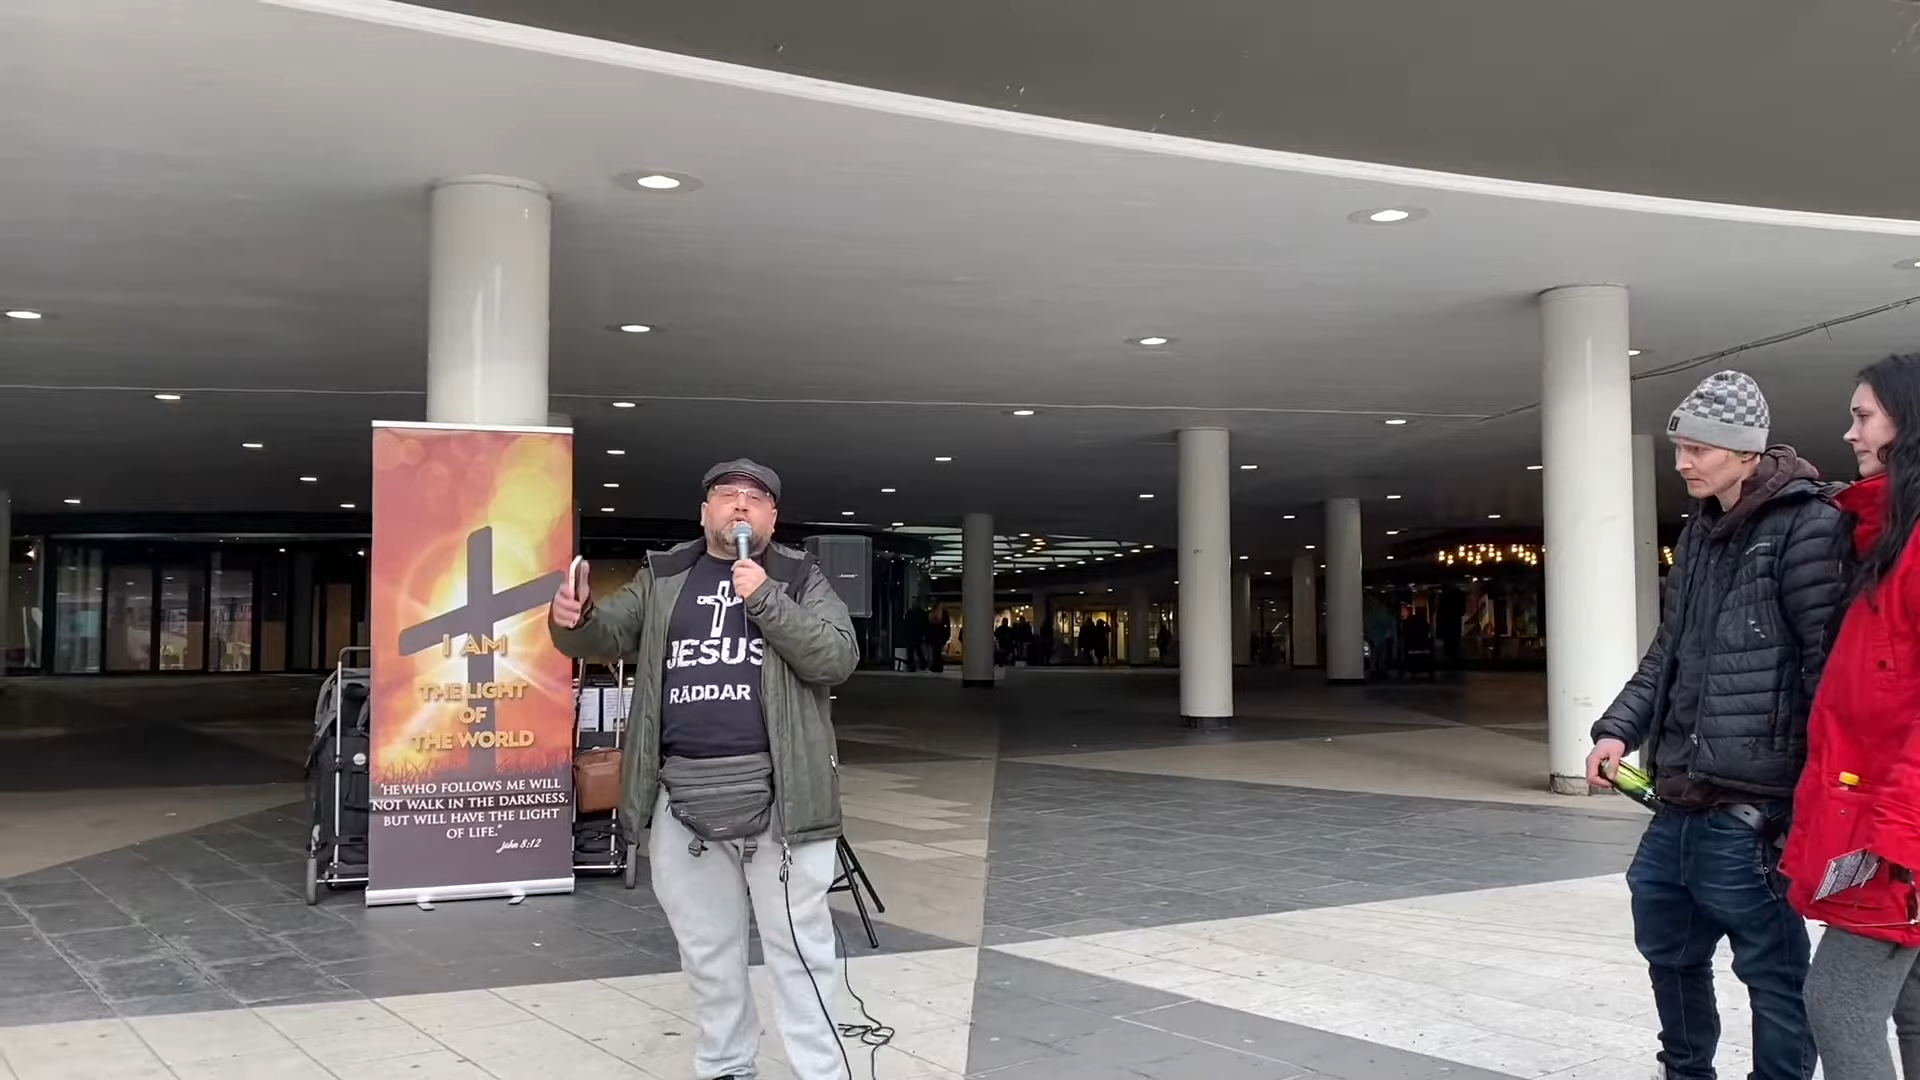 I AM
THE LIGHT
OF
THE WORLD
"HE WHO FOLLOWS ME WILL
NOT WALK IN THE DARKNESS,
BUT WILL HAVE THE LIGHT
OF LIFE."
John 8:12
JESUS
JESUS
RÄDDAR